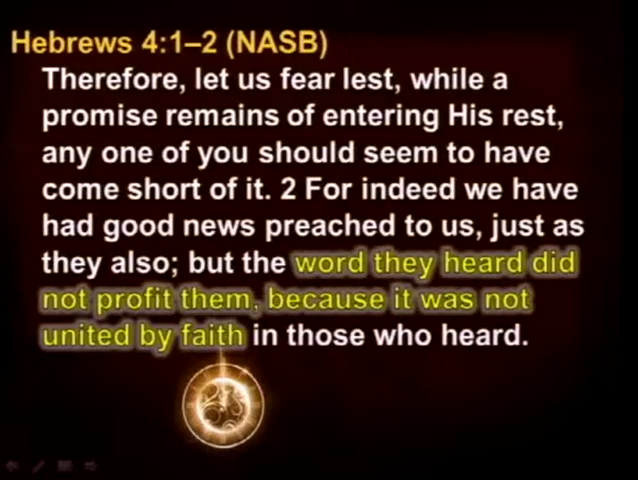 Hebrews 4:1–2 (NASB)
Therefore, let us fear lest, while a
promise remains of entering His rest,
any one of you should seem to have
come short of it. 2 For indeed we have
had good news preached to us, just as
they also; but the word they heard did
not profit them, because it was not
united by faith in those who heard.